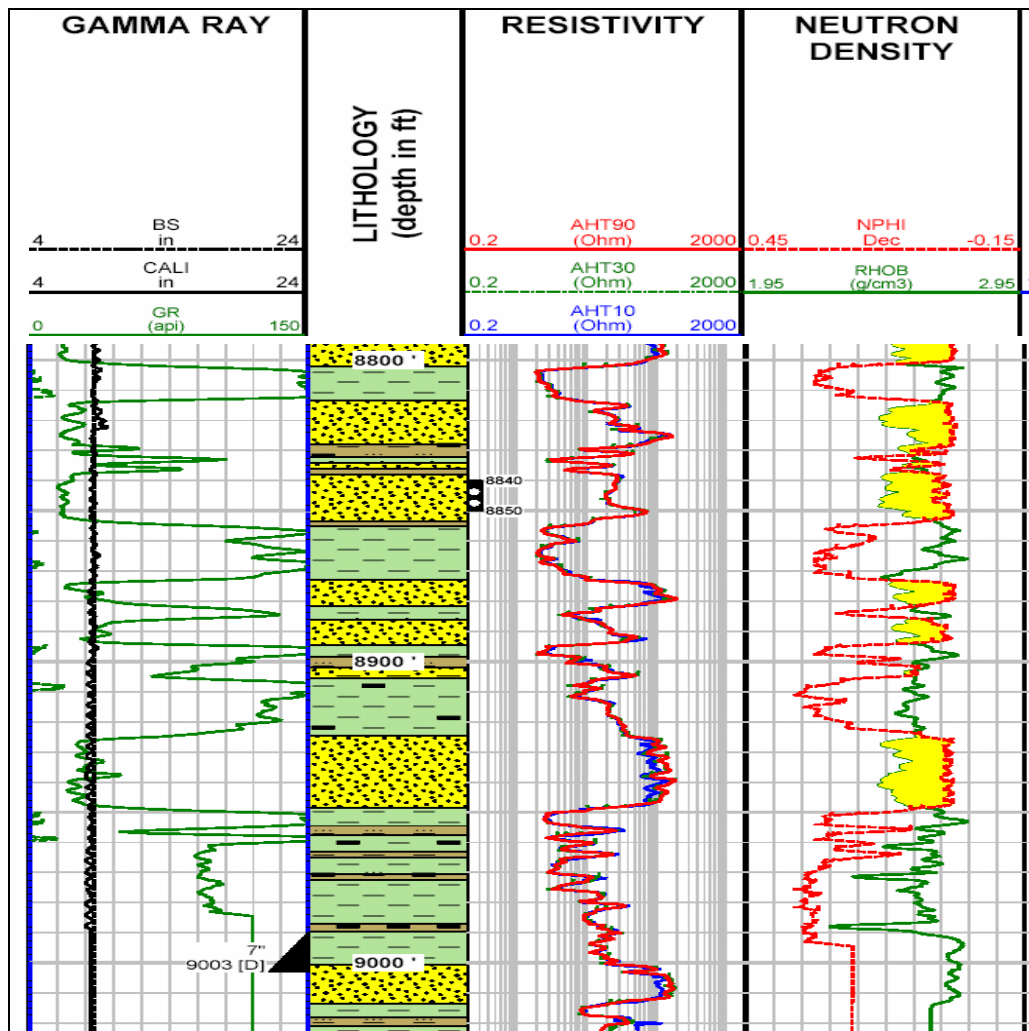 GAMMA RAY
LITHOLOGY
(depth in ft)
RESISTIVITY
NEUTRON
DENSITY
BS
4 in 24
CALI
4 in 24
GR
0 (api) 150
AHT90
0.2 (Ohm) 2000
AHT30
0.2 (Ohm) 2000
AHT10
0.2 (Ohm) 2000
NPHI
0.45 Dec -0.15
RHOB
1.95 (g/cm3) 2.95
8800 '
8840
8850
8900 '
7"
9003 [D]
9000 '